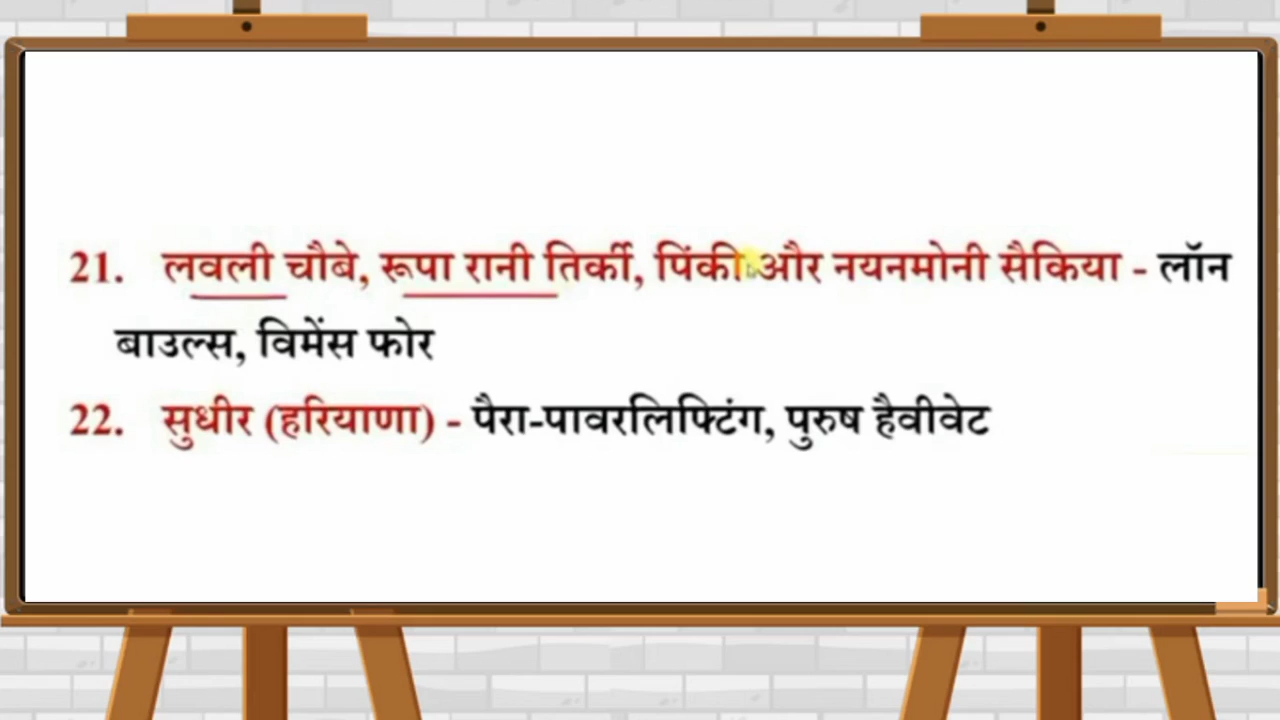 21. लवली चौबे, रूपा रानी तिर्की, पिंकी और नयनमोनी सैकिया - लॉन
बाउल्स, विमेंस फोर
22. सुधीर (हरियाणा) - पैरा-पावरलिफ्टिंग, पुरुष हैवीवेट